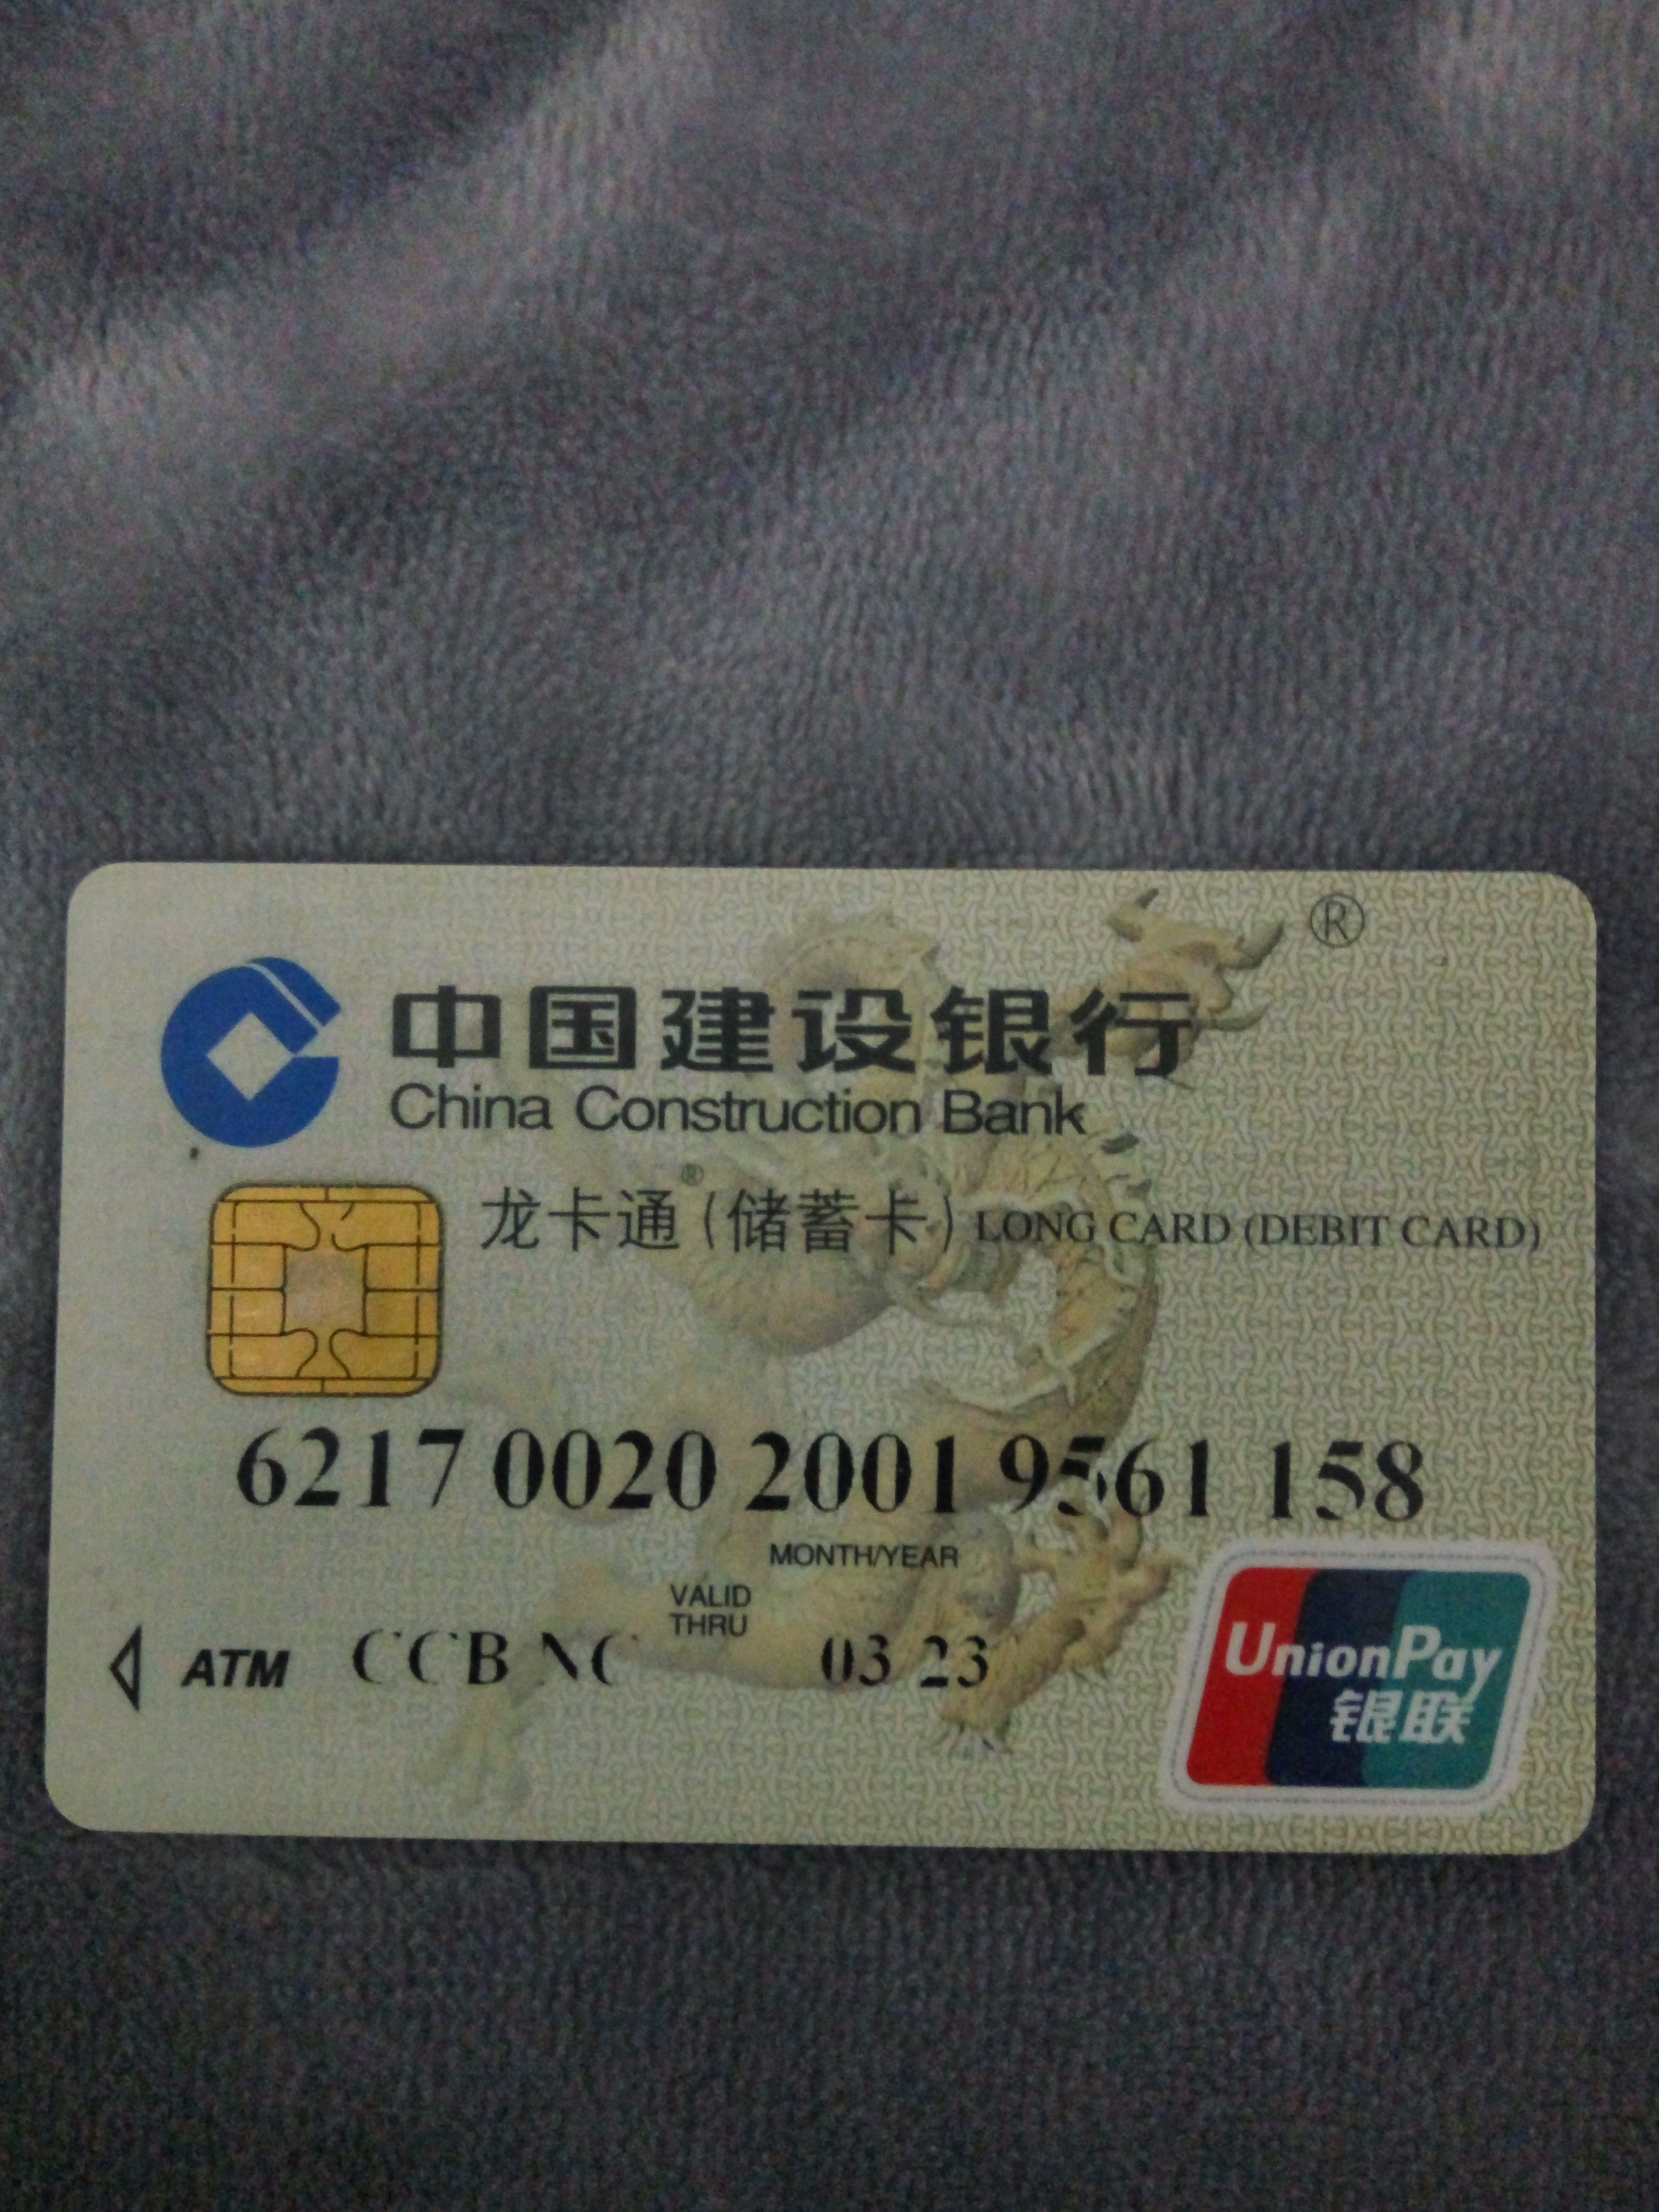 ®
中国建设银行
China Construction Bank
龙卡通®(储蓄卡) LONG CARD (DEBIT CARD)
6217 0020 2001 9561 158
MONTH/YEAR
VALID
THRU
ATM CCB 03 23
UnionPay
银联